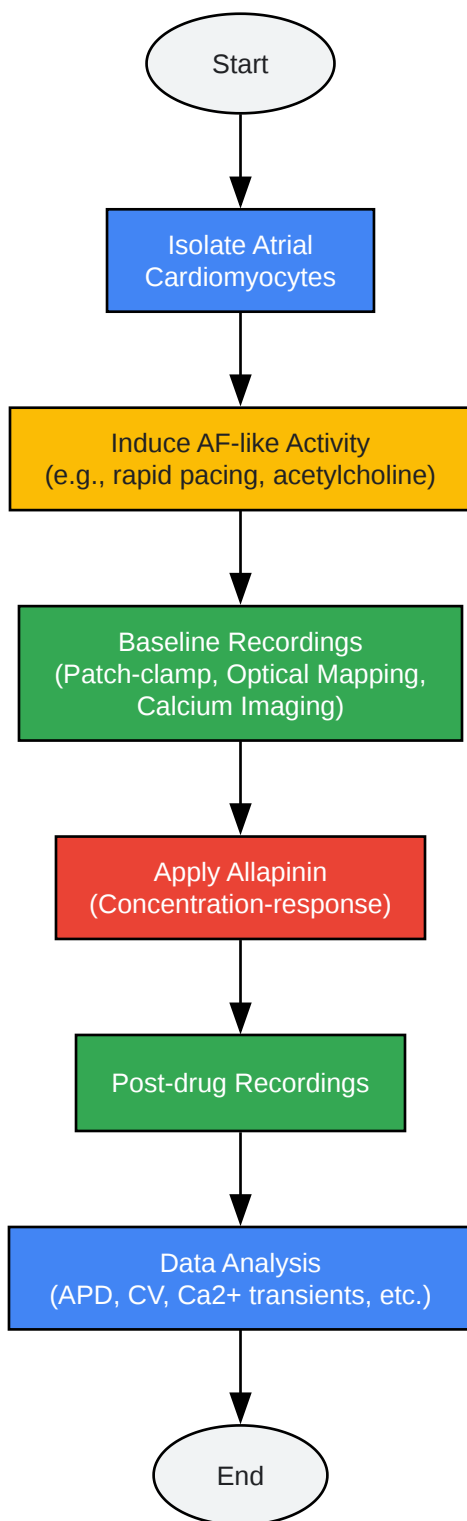 Start
Isolate Atrial
Cardiomyocytes
Induce AF-like Activity
(e.g., rapid pacing, acetylcholine)
Baseline Recordings
(Patch-clamp, Optical Mapping,
Calcium Imaging)
Apply Allapinin
(Concentration-response)
Post-drug Recordings
Data Analysis
(APD, CV, Ca2+ transients, etc.)
End